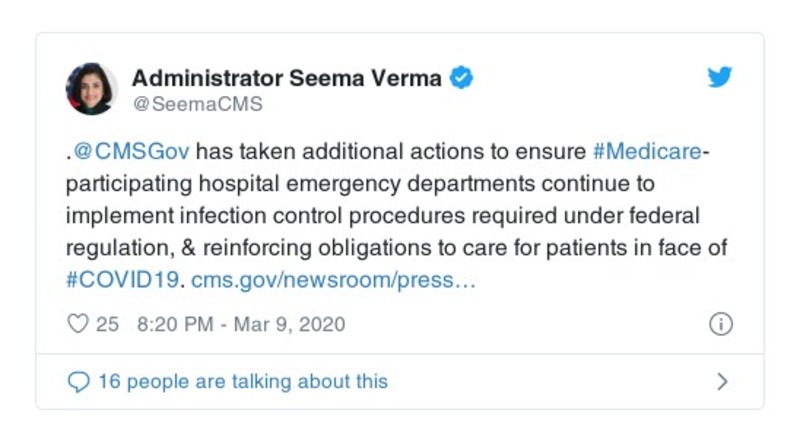 Administrator Seema Verma
@SeemaCMS
.@CMSGov has taken additional actions to ensure #Medicare-
participating hospital emergency departments continue to
implement infection control procedures required under federal
regulation, & reinforcing obligations to care for patients in face of
#COVID19. cms.gov/newsroom/press…
25 8:20 PM - Mar 9, 2020
16 people are talking about this